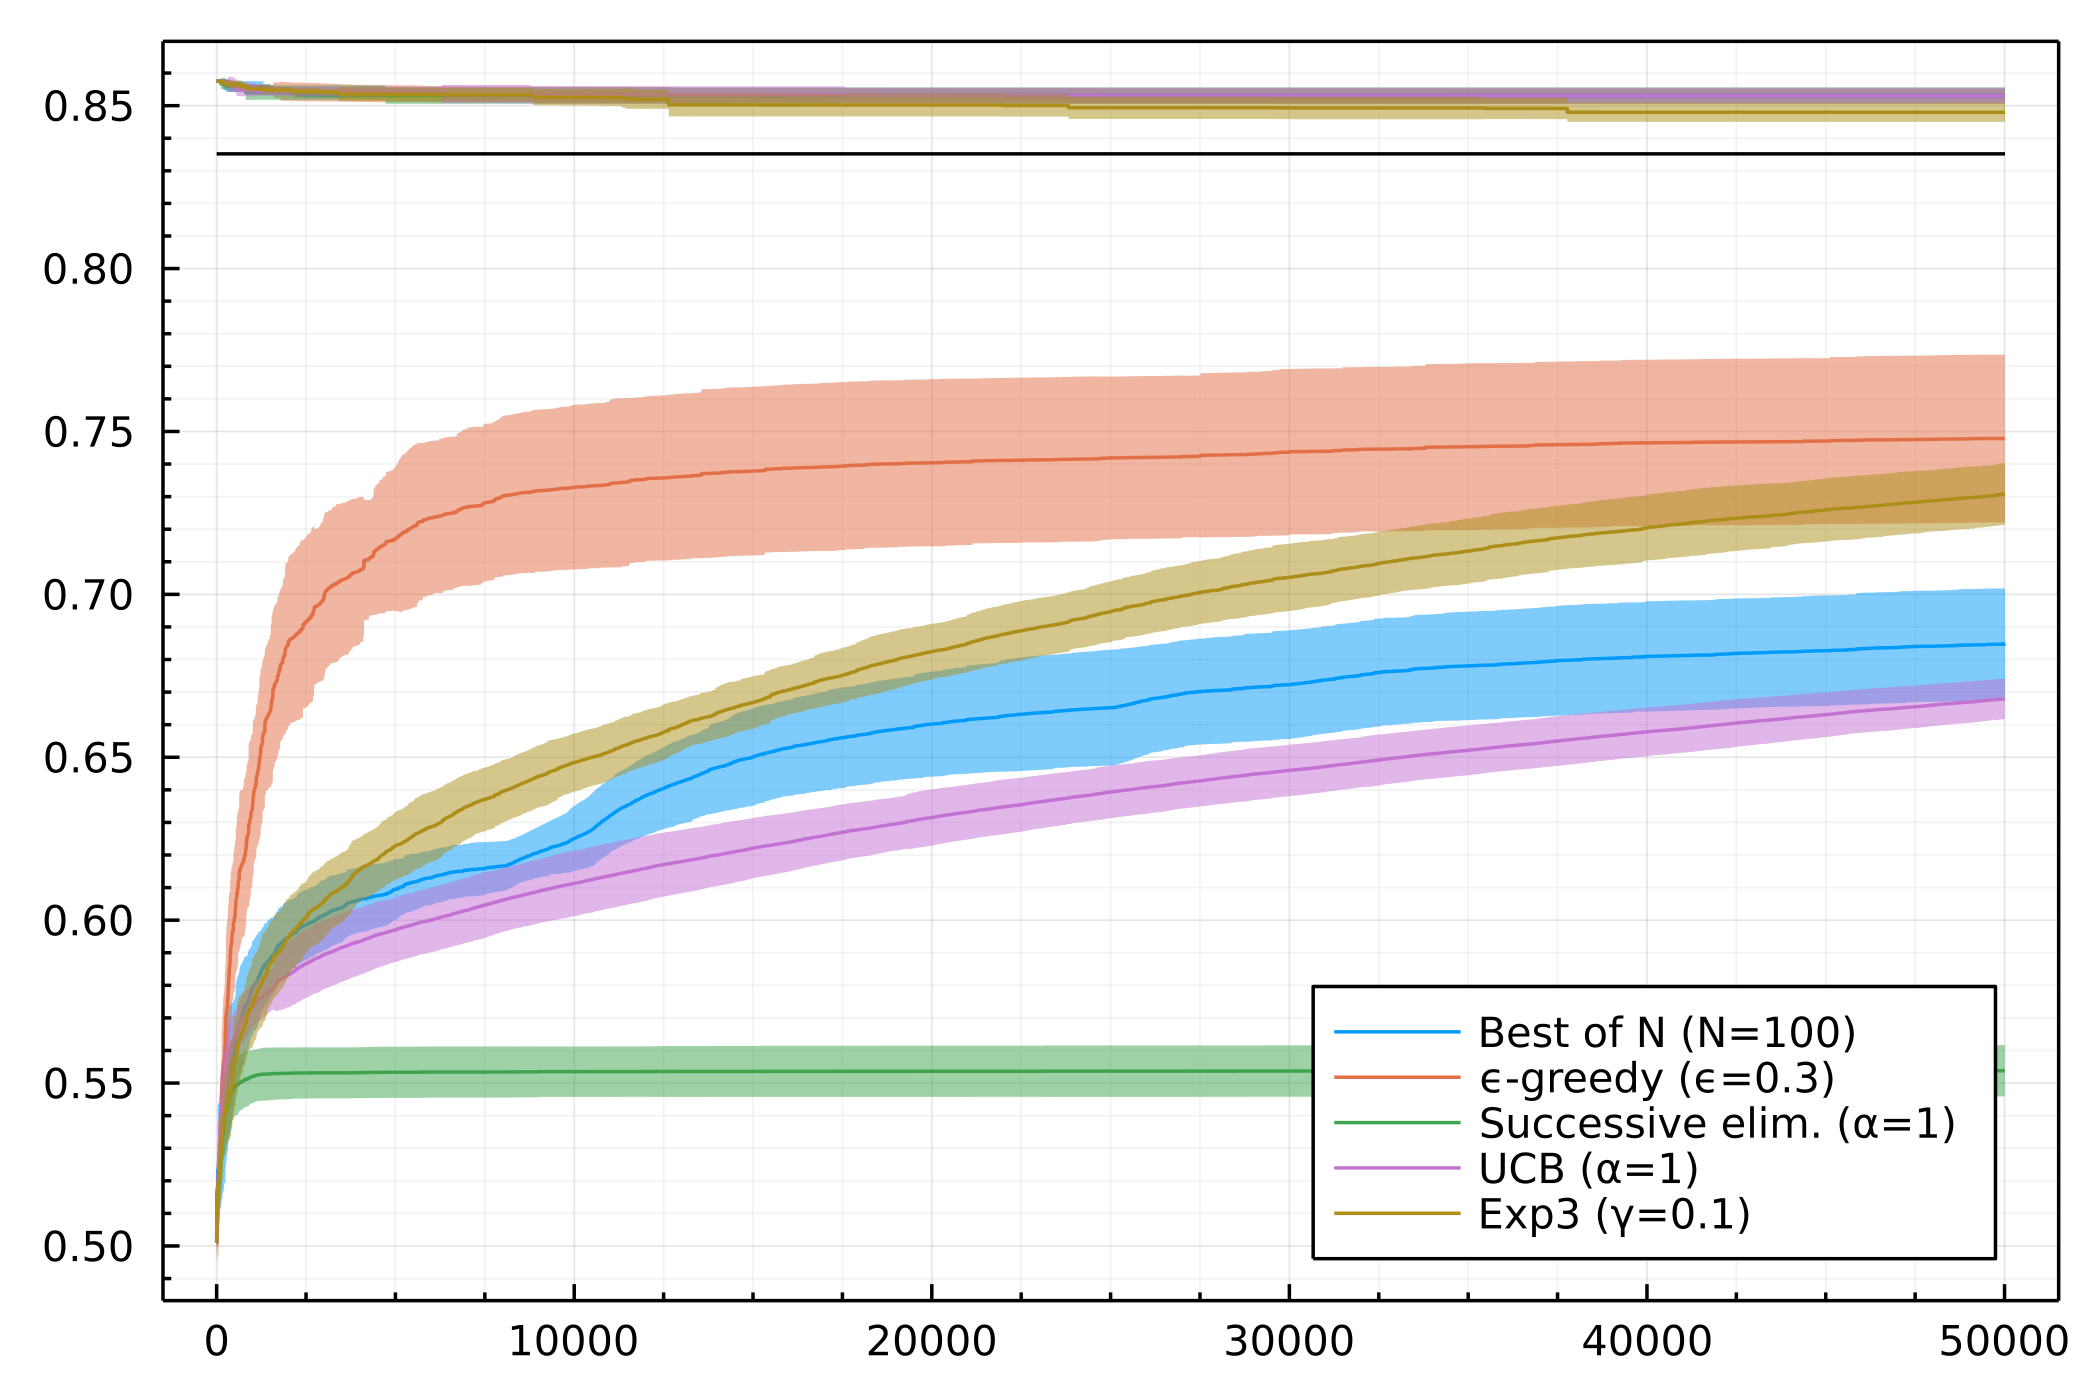 0.85
0.80
0.75
0.70
0.65
0.60
0.55
0.50
Best of N (N=100)
ϵ-greedy (ϵ=0.3)
Successive elim. (α=1)
UCB (α=1)
Exp3 (γ=0.1)
0 10000 20000 30000 40000 50000